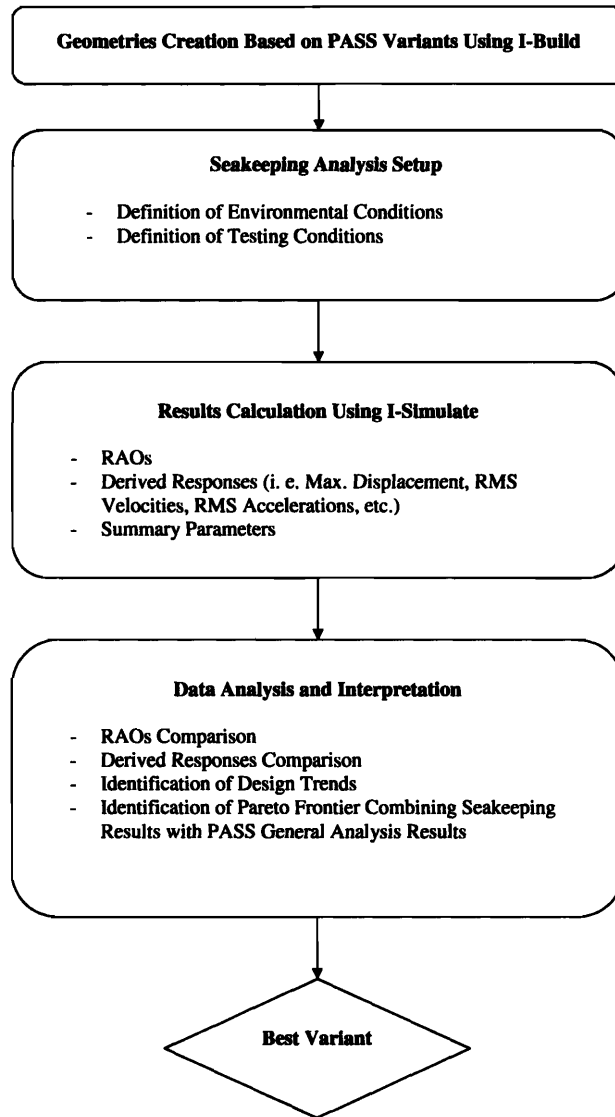 Geometries Creation Based on PASS Variants Using I-Build
Seakeeping Analysis Setup
- Definition of Environmental Conditions
- Definition of Testing Conditions
Results Calculation Using I-Simulate
- RAOs
- Derived Responses (i. e. Max. Displacement, RMS
Velocities, RMS Accelerations, etc.)
- Summary Parameters
Data Analysis and Interpretation
- RAOs Comparison
- Derived Responses Comparison
- Identification of Design Trends
- Identification of Pareto Frontier Combining Seakeeping
Results with PASS General Analysis Results
Best Variant